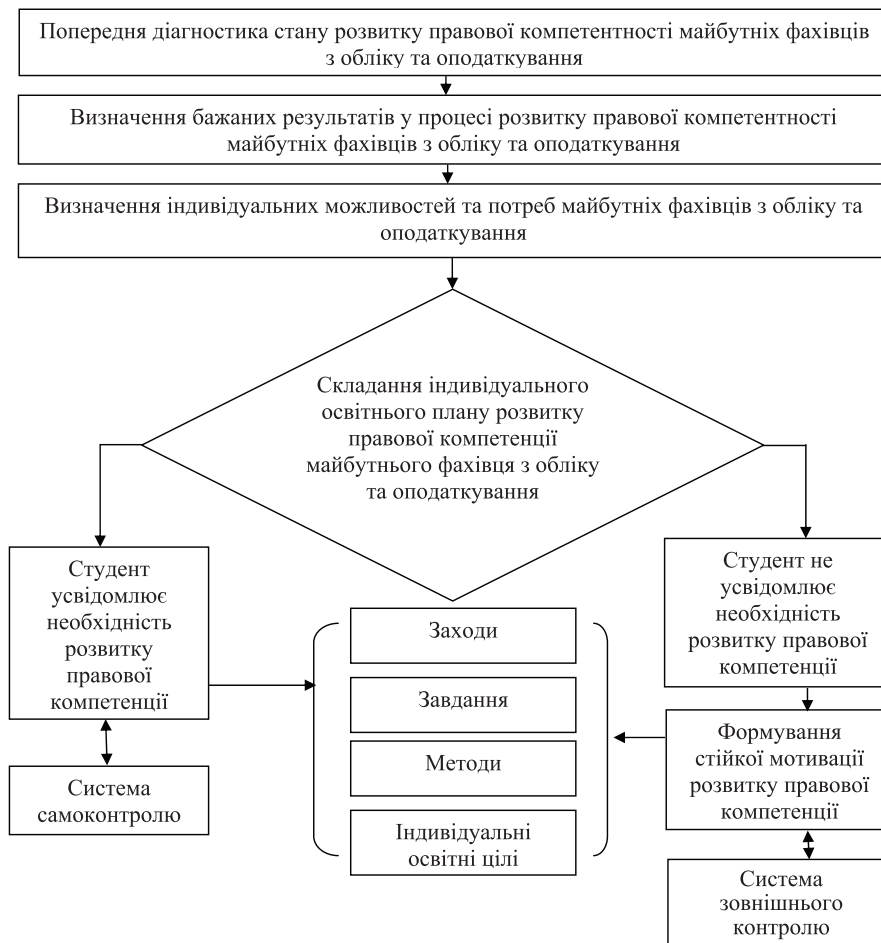 Попередня діагностика стану розвитку правової компетентності майбутніх фахівців
з обліку та оподаткування
Визначення бажаних результатів у процесі розвитку правової компетентності
майбутніх фахівців з обліку та оподаткування
Визначення індивідуальних можливостей та потреб майбутніх фахівців з обліку та
оподаткування
Складання індивідуального
освітнього плану розвитку
правової компетенції
майбутнього фахівця з обліку
та оподаткування
Студент
усвідомлює
необхідність
розвитку
правової
компетенції
Система
самоконтролю
Заходи
Завдання
Методи
Індивідуальні
освітні цілі
Студент не
усвідомлює
необхідність
розвитку правової
компетенції
Формування
стійкої мотивації
розвитку правової
компетенції
Система
зовнішнього
контролю